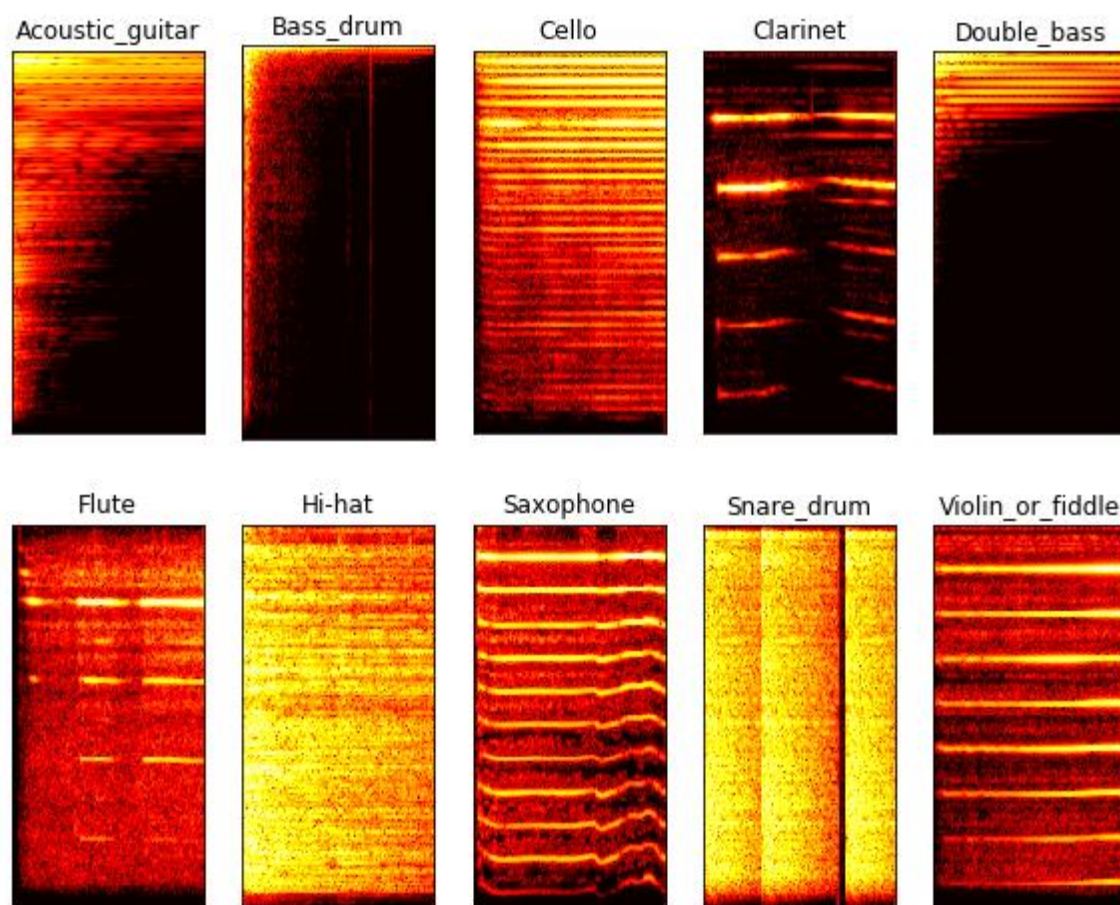 Acoustic_guitar Bass_drum Cello Clarinet Double_bass
Flute Hi-hat Saxophone Snare_drum Violin_or_fiddle